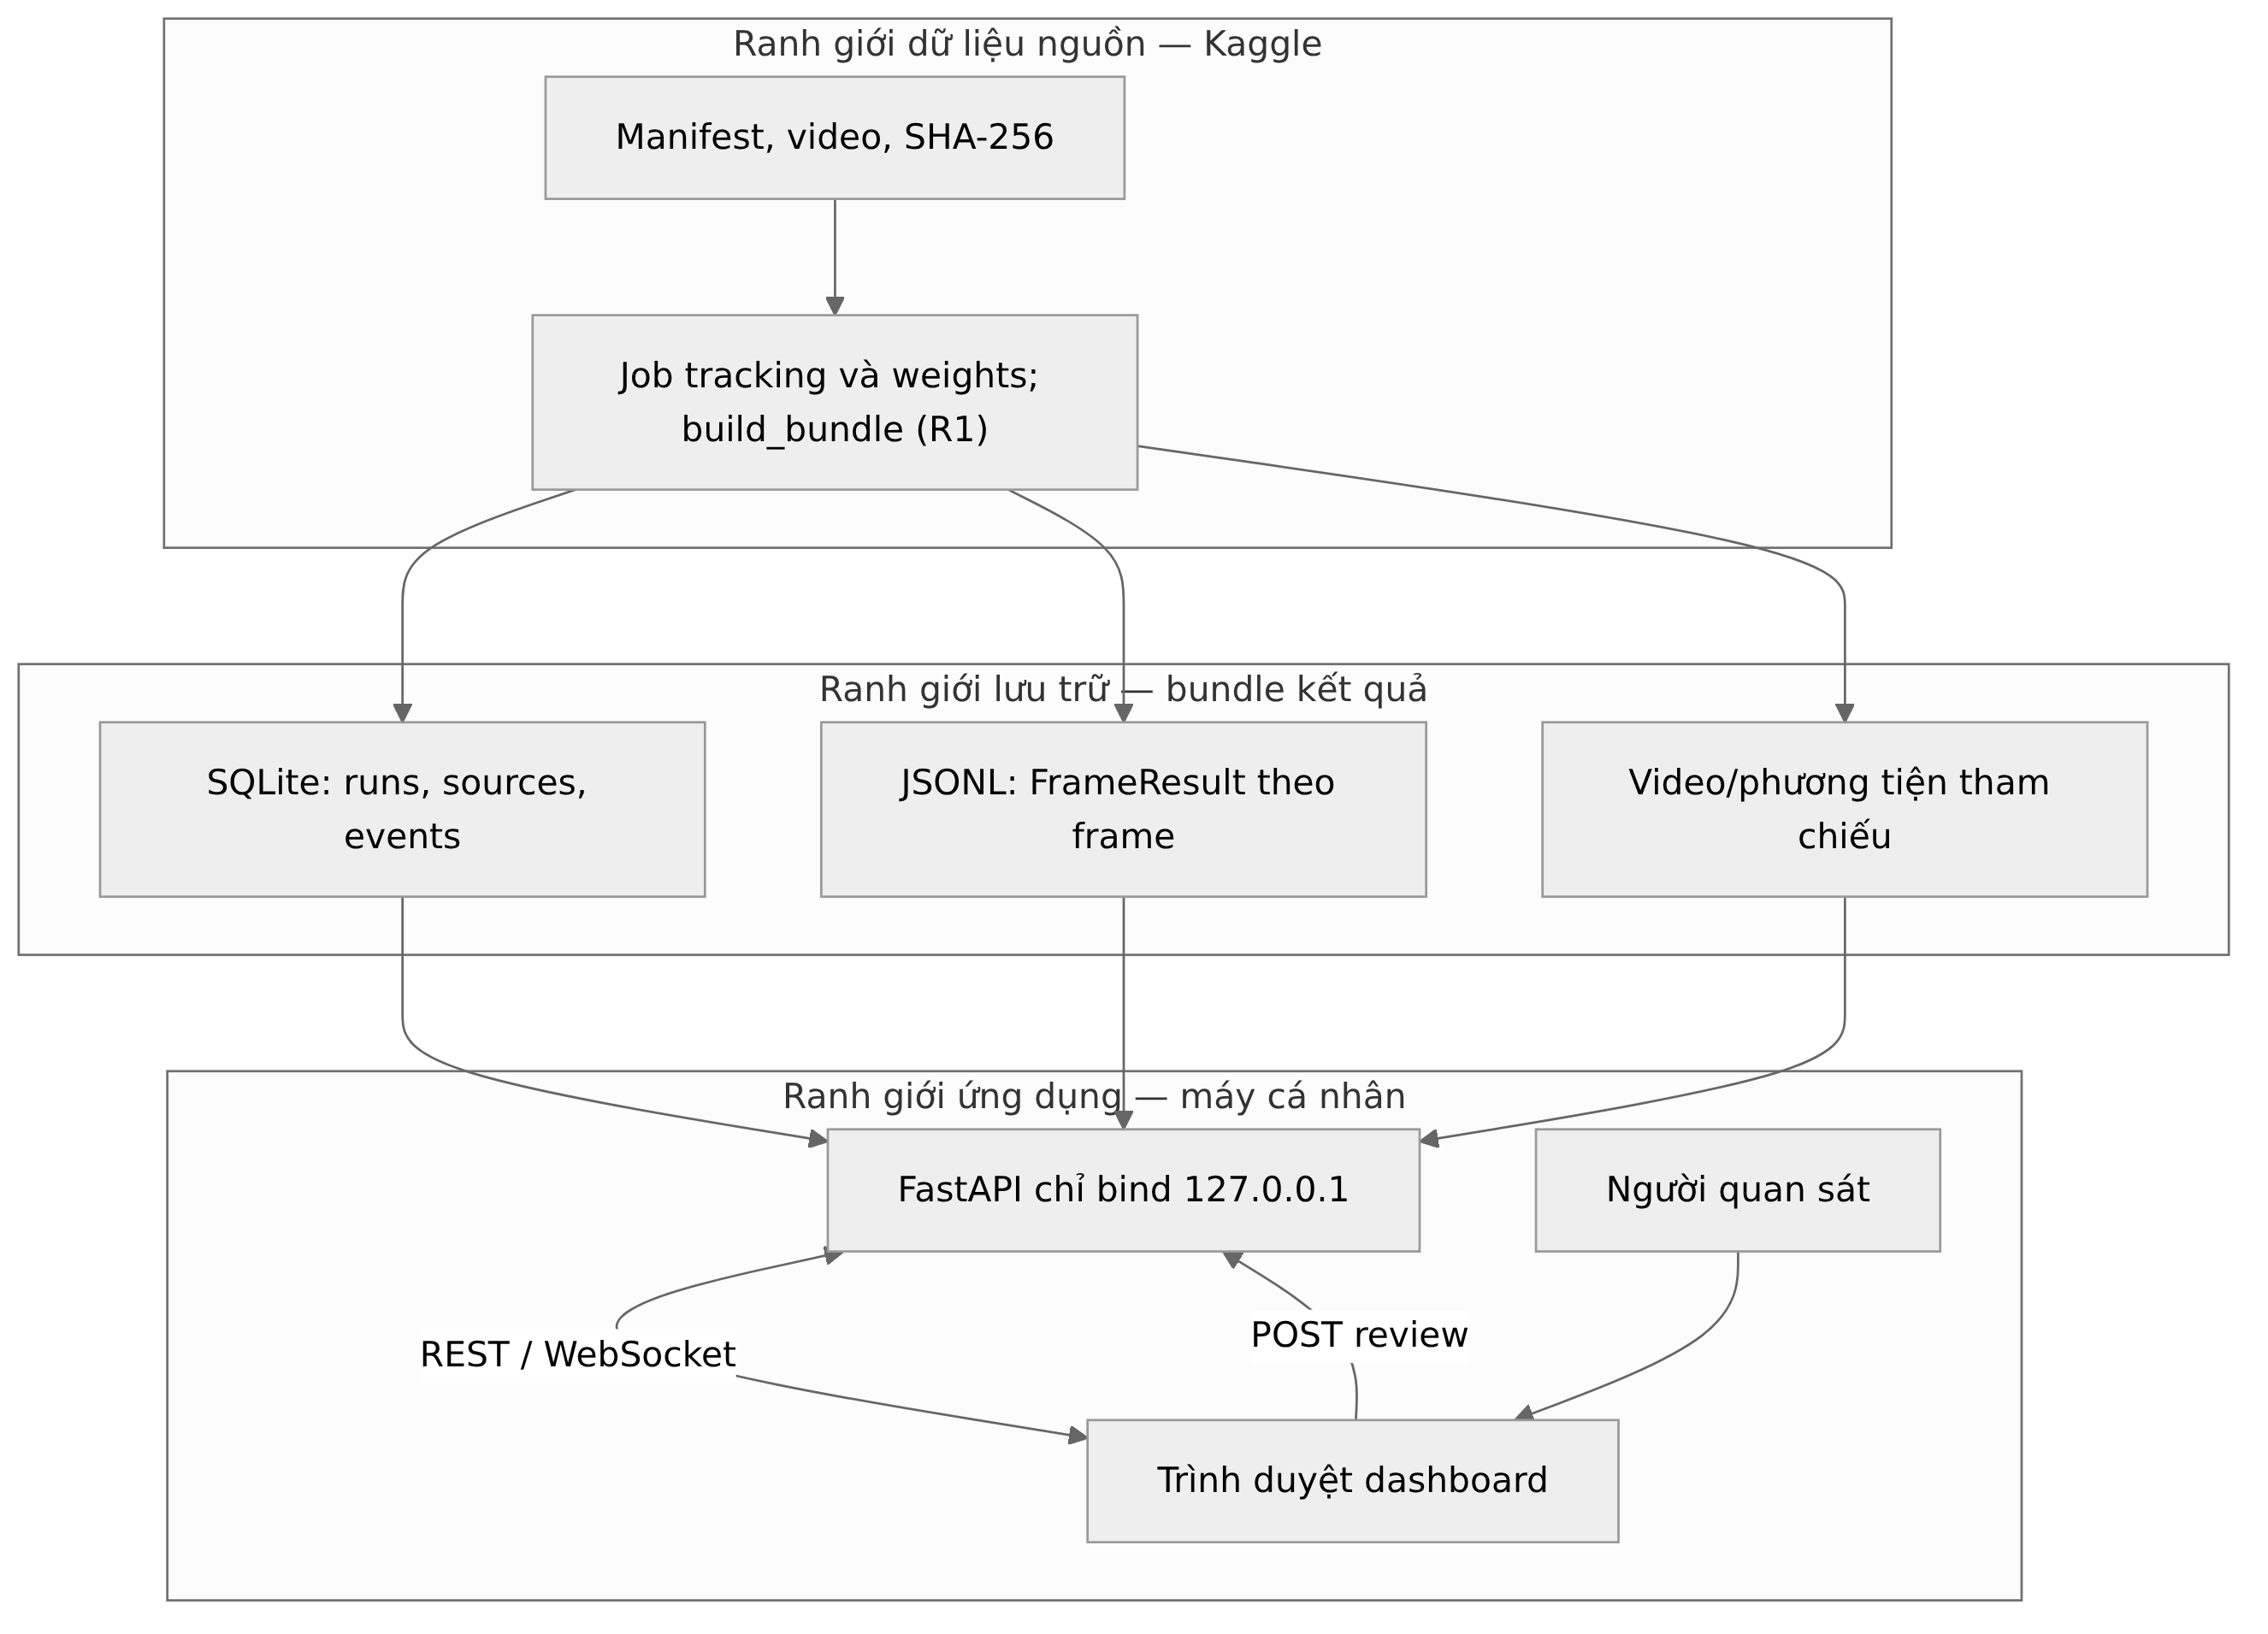 Ranh giới dữ liệu nguồn — Kaggle
Manifest, video, SHA-256
Job tracking và weights;
build_bundle (R1)
Ranh giới lưu trữ — bundle kết quả
SQLite: runs, sources,
events
JSONL: FrameResult theo
frame
Video/phương tiện tham
chiếu
Ranh giới ứng dụng — máy cá nhân
FastAPI chỉ bind 127.0.0.1
Người quan sát
REST / WebSocket
POST review
Trình duyệt dashboard